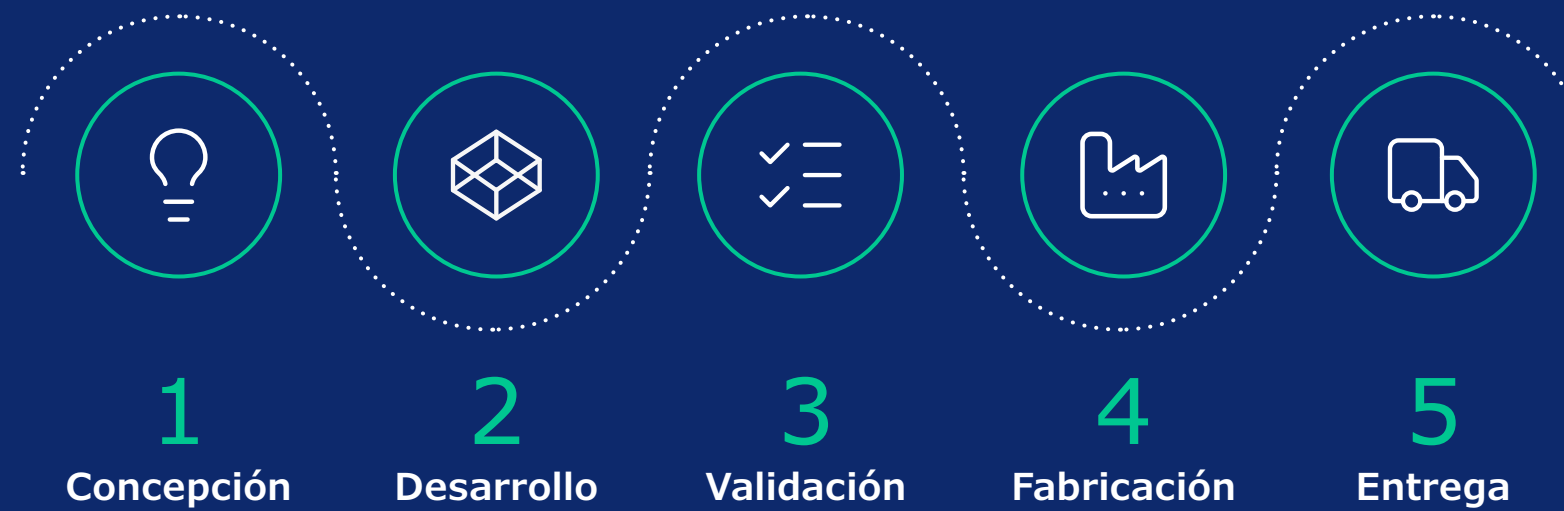 1
Concepción
2
Desarrollo
3
Validación
4
Fabricación
5
Entrega